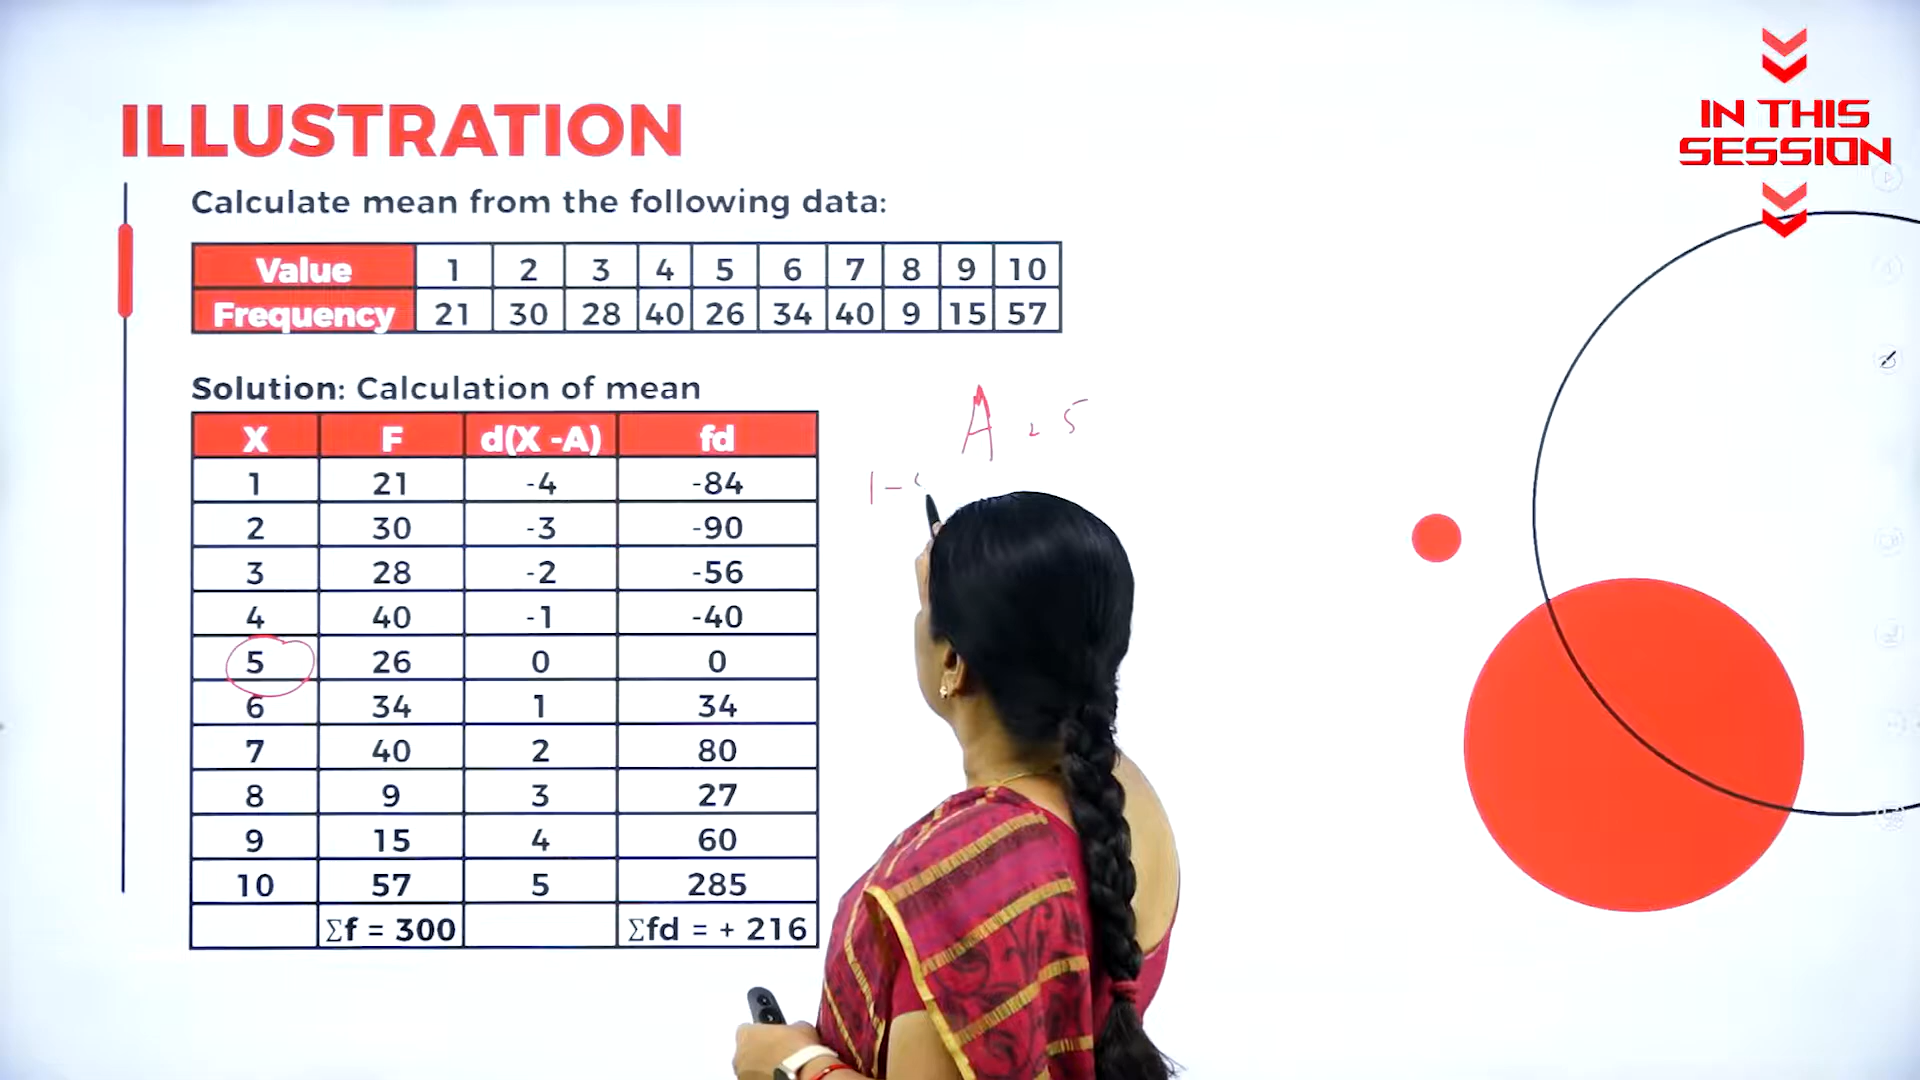 IN THIS
SESSION
ILLUSTRATION
Calculate mean from the following data:
Value 1 2 3 4 5 6 7 8 9 10
Frequency 21 30 28 40 26 34 40 9 15 57
Solution: Calculation of mean
X F d(X -A) fd
1 21 -4 -84
2 30 -3 -90
3 28 -2 -56
4 40 -1 -40
5 26 0 0
6 34 1 34
7 40 2 80
8 9 3 27
9 15 4 60
10 57 5 285
Σf = 300 Σfd = + 216
A = 5
1 -